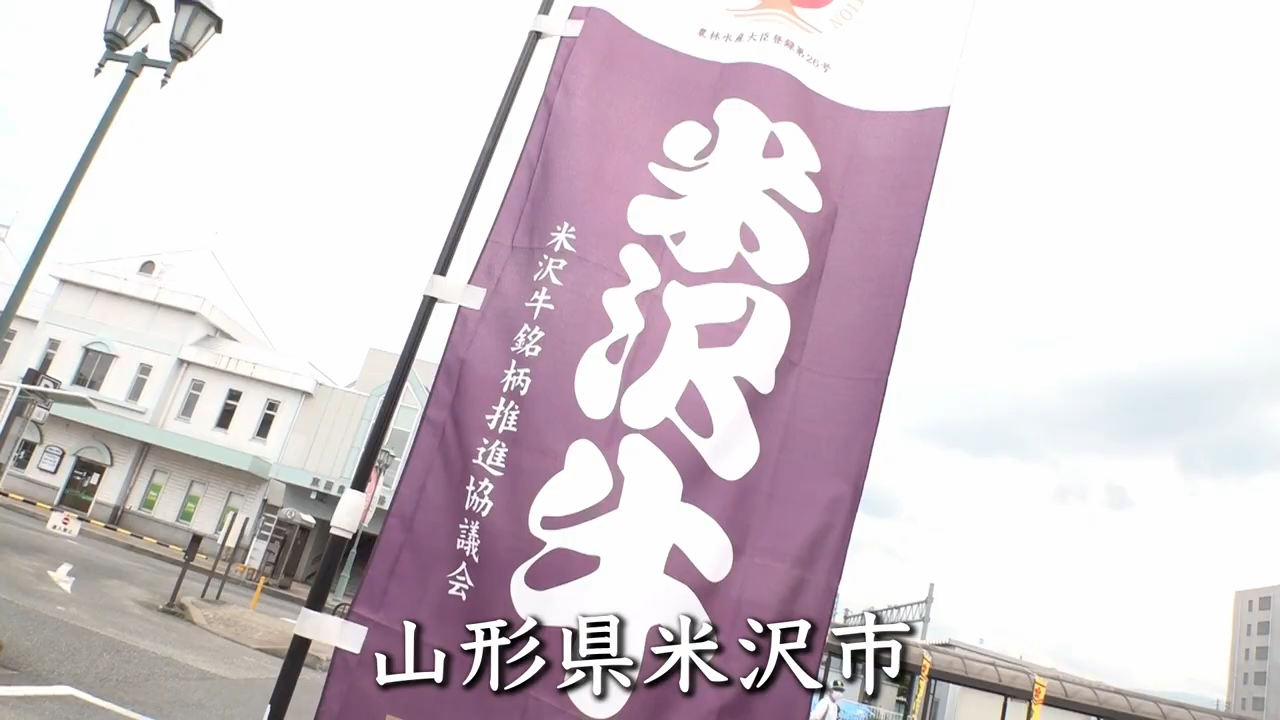 農林水産大臣登録第26号
米沢牛
米沢牛銘柄推進協議会
山形県米沢市